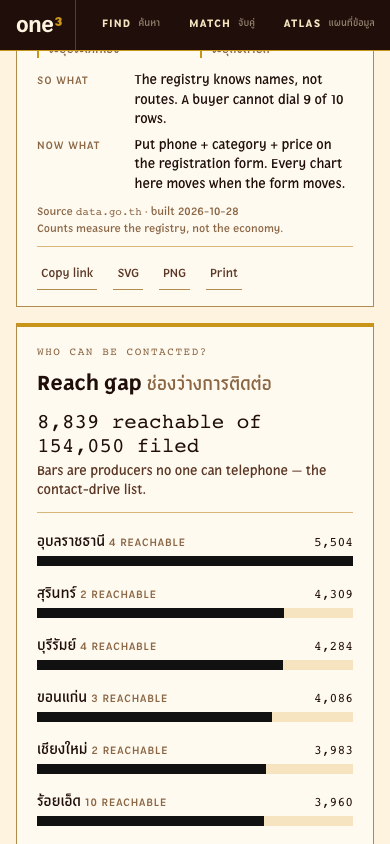 one³ FIND ค้นหา MATCH จับคู่ ATLAS แผนที่ข้อมูล
SO WHAT The registry knows names, not
routes. A buyer cannot dial 9 of 10
rows.
NOW WHAT Put phone + category + price on
the registration form. Every chart
here moves when the form moves.
Source data.go.th · built 2026-10-28
Counts measure the registry, not the economy.
Copy link SVG PNG Print
WHO CAN BE CONTACTED?
Reach gap ช่องว่างการติดต่อ
8,839 reachable of
154,050 filed
Bars are producers no one can telephone — the
contact-drive list.
อุบลราชธานี 4 REACHABLE 5,504
สุรินทร์ 2 REACHABLE 4,309
บุรีรัมย์ 4 REACHABLE 4,284
ขอนแก่น 3 REACHABLE 4,086
เชียงใหม่ 2 REACHABLE 3,983
ร้อยเอ็ด 10 REACHABLE 3,960